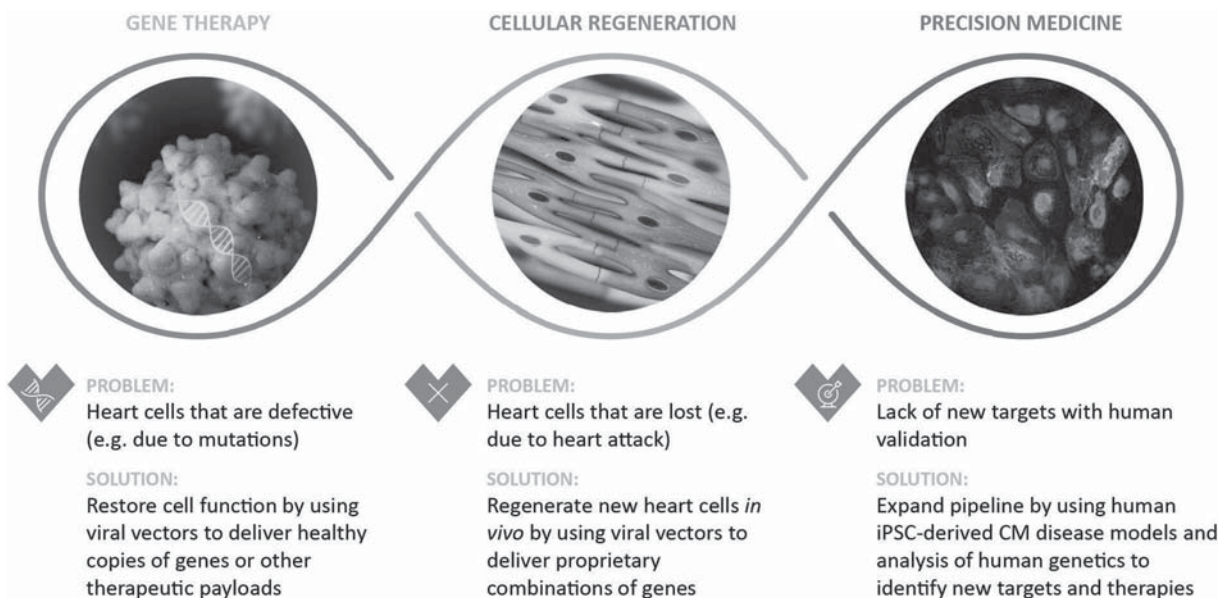 GENE THERAPY
CELLULAR REGENERATION
PRECISION MEDICINE
PROBLEM:
Heart cells that are defective
(e.g. due to mutations)
SOLUTION:
Restore cell function by using
viral vectors to deliver healthy
copies of genes or other
therapeutic payloads
PROBLEM:
Heart cells that are lost (e.g.
due to heart attack)
SOLUTION:
Regenerate new heart cells in
vivo by using viral vectors to
deliver proprietary
combinations of genes
PROBLEM:
Lack of new targets with human
validation
SOLUTION:
Expand pipeline by using human
iPSC-derived CM disease models and
analysis of human genetics to
identify new targets and therapies